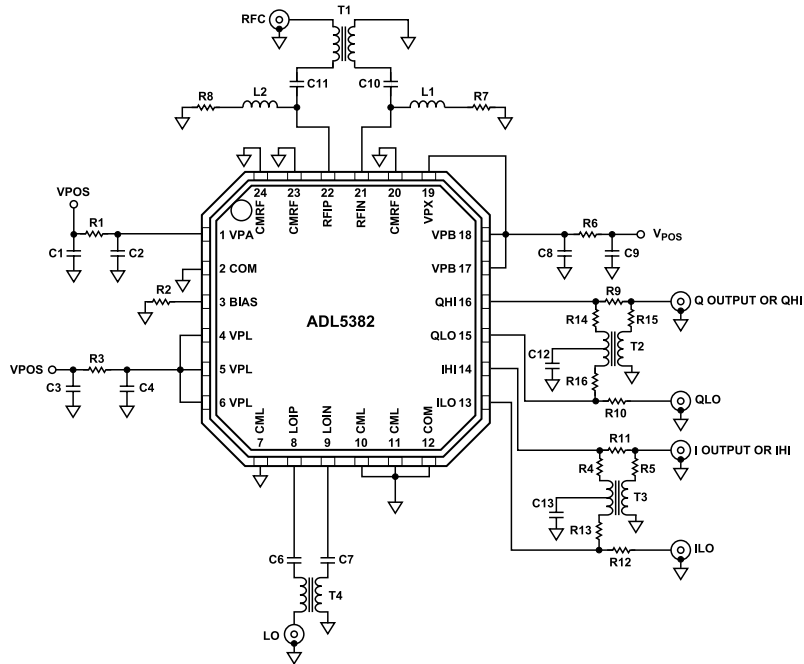 RFC
T1
C11
C10
R8
L2
L1
R7
24 23 22 21 20 19
CMRF
CMRF
RFIP
RFIN
CMRF
VPX
VPOS
R1
C1
C2
1 VPA
2 COM
R2
3 BIAS
4 VPL
VPOS
R3
5 VPL
C3
C4
6 VPL
ADL5382
VPB 18
R6
VPOS
C8
C9
VPB 17
QHI 16
R9
Q OUTPUT OR QHI
R14
R15
QLO 15
C12
T2
IHI 14
R16
ILO 13
R10
QLO
R11
I OUTPUT OR IHI
R4
R5
C13
T3
R13
R12
ILO
CML
LOIP
LOIN
CML
CML
COM
7 8 9 10 11 12
C6
C7
T4
LO